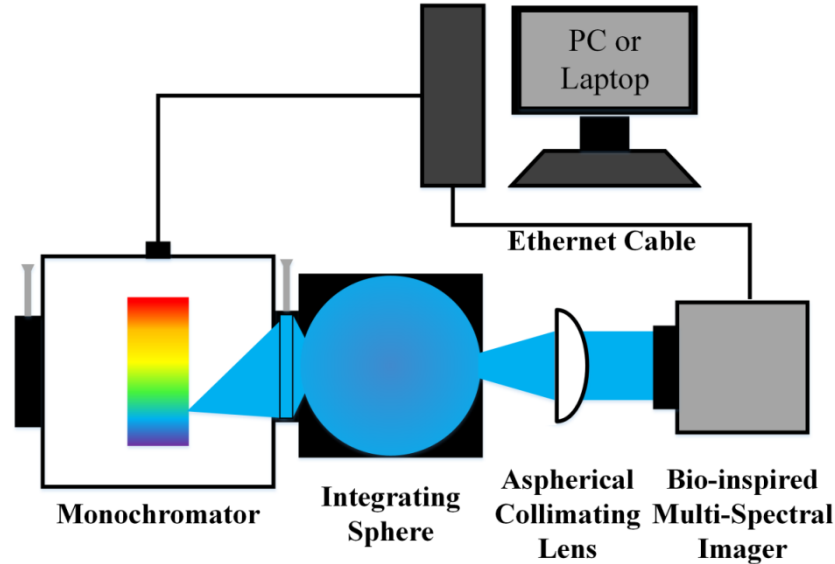 PC or
Laptop
Ethernet Cable
Monochromator
Integrating
Sphere
Aspherical
Collimating
Lens
Bio-inspired
Multi-Spectral
Imager